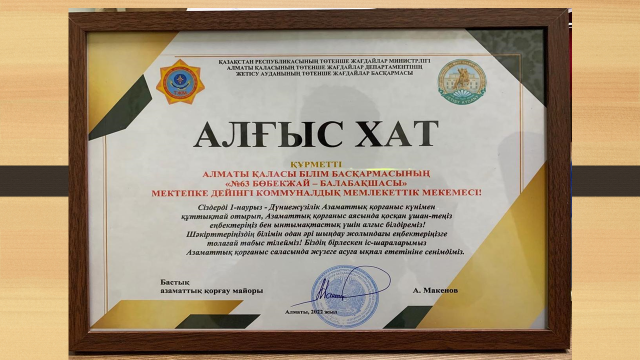 ҚАЗАҚСТАН РЕСПУБЛИКАСЫНЫҢ ТӨТЕНШЕ ЖАҒДАЙЛАР МИНИСТРЛІГІ
АЛМАТЫ ҚАЛАСЫНЫҢ ТӨТЕНШЕ ЖАҒДАЙЛАР ДЕПАРТАМЕНТІНІҢ
ЖЕТІСУ АУДАНЫНЫҢ ТӨТЕНШЕ ЖАҒДАЙЛАР БАСҚАРМАСЫ
АЛҒЫС ХАТ
ҚҰРМЕТТІ
АЛМАТЫ ҚАЛАСЫ БІЛІМ БАСҚАРМАСЫНЫҢ
«№63 БӨБЕКЖАЙ – БАЛАБАҚШАСЫ»
МЕКТЕПКЕ ДЕЙІНГІ КОММУНАЛДЫҚ МЕМЛЕКЕТТІК МЕКЕМЕСІ!
Сіздерді 1-наурыз - Дүниежүзілік Азаматтық қорғаныс күнімен
құттықтай отырып, Азаматтық қорғаныс аясында қосқан ұшан-теңіз
еңбектеріңіз бен ынтымақтастық үшін алғыс білдіреміз!
Шәкірттеріңіздің білімін одан әрі шыңдау жолындағы еңбектеріңізге
толағай табыс тілейміз! Біздің бірлескен іс-шараларымыз
Азаматтық қорғаныс саласында жүзеге асуға ықпал ететініне сенімдіміз.
Бастық
азаматтық қорғау майоры
А. Макенов
Алматы, 2022 жыл